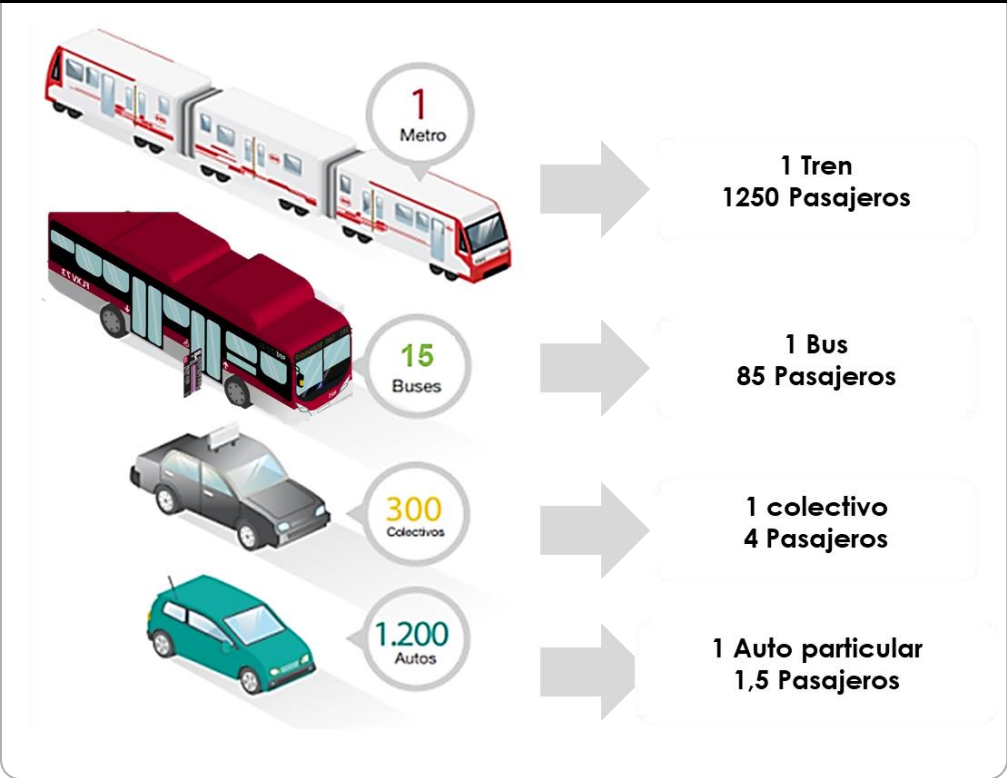 1
Metro
1 Tren
1250 Pasajeros
FLXV73
15
Buses
1 Bus
85 Pasajeros
300
Colectivos
1 colectivo
4 Pasajeros
1.200
Autos
1 Auto particular
1,5 Pasajeros